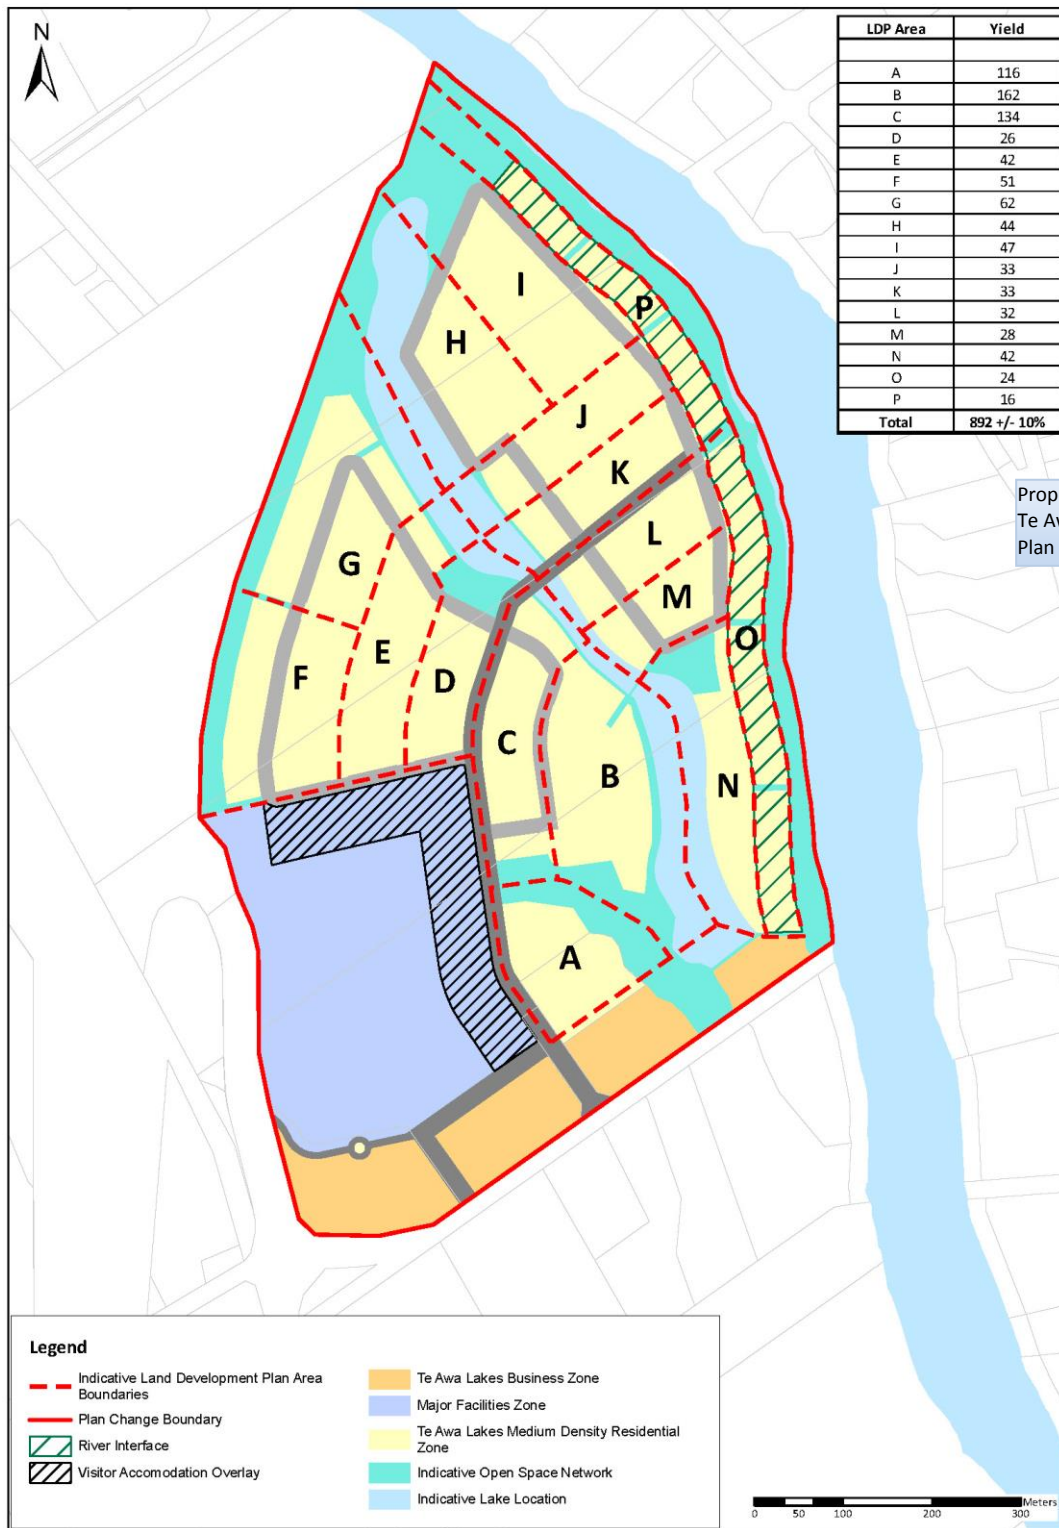 N
LDP Area Yield
A 116
B 162
C 134
D 26
E 42
F 51
G 62
H 44
I 47
J 33
K 33
L 32
M 28
N 42
O 24
P 16
Total 892 +/- 10%
Prop
Te Av
Plan
I
P
H
J
K
G
L
M
E
O
F
D
C
B
N
A
Legend
Indicative Land Development Plan Area
Boundaries
Plan Change Boundary
River Interface
Visitor Accomodation Overlay
Te Awa Lakes Business Zone
Major Facilities Zone
Te Awa Lakes Medium Density Residential
Zone
Indicative Open Space Network
Indicative Lake Location
Meters
0 50 100 200 300